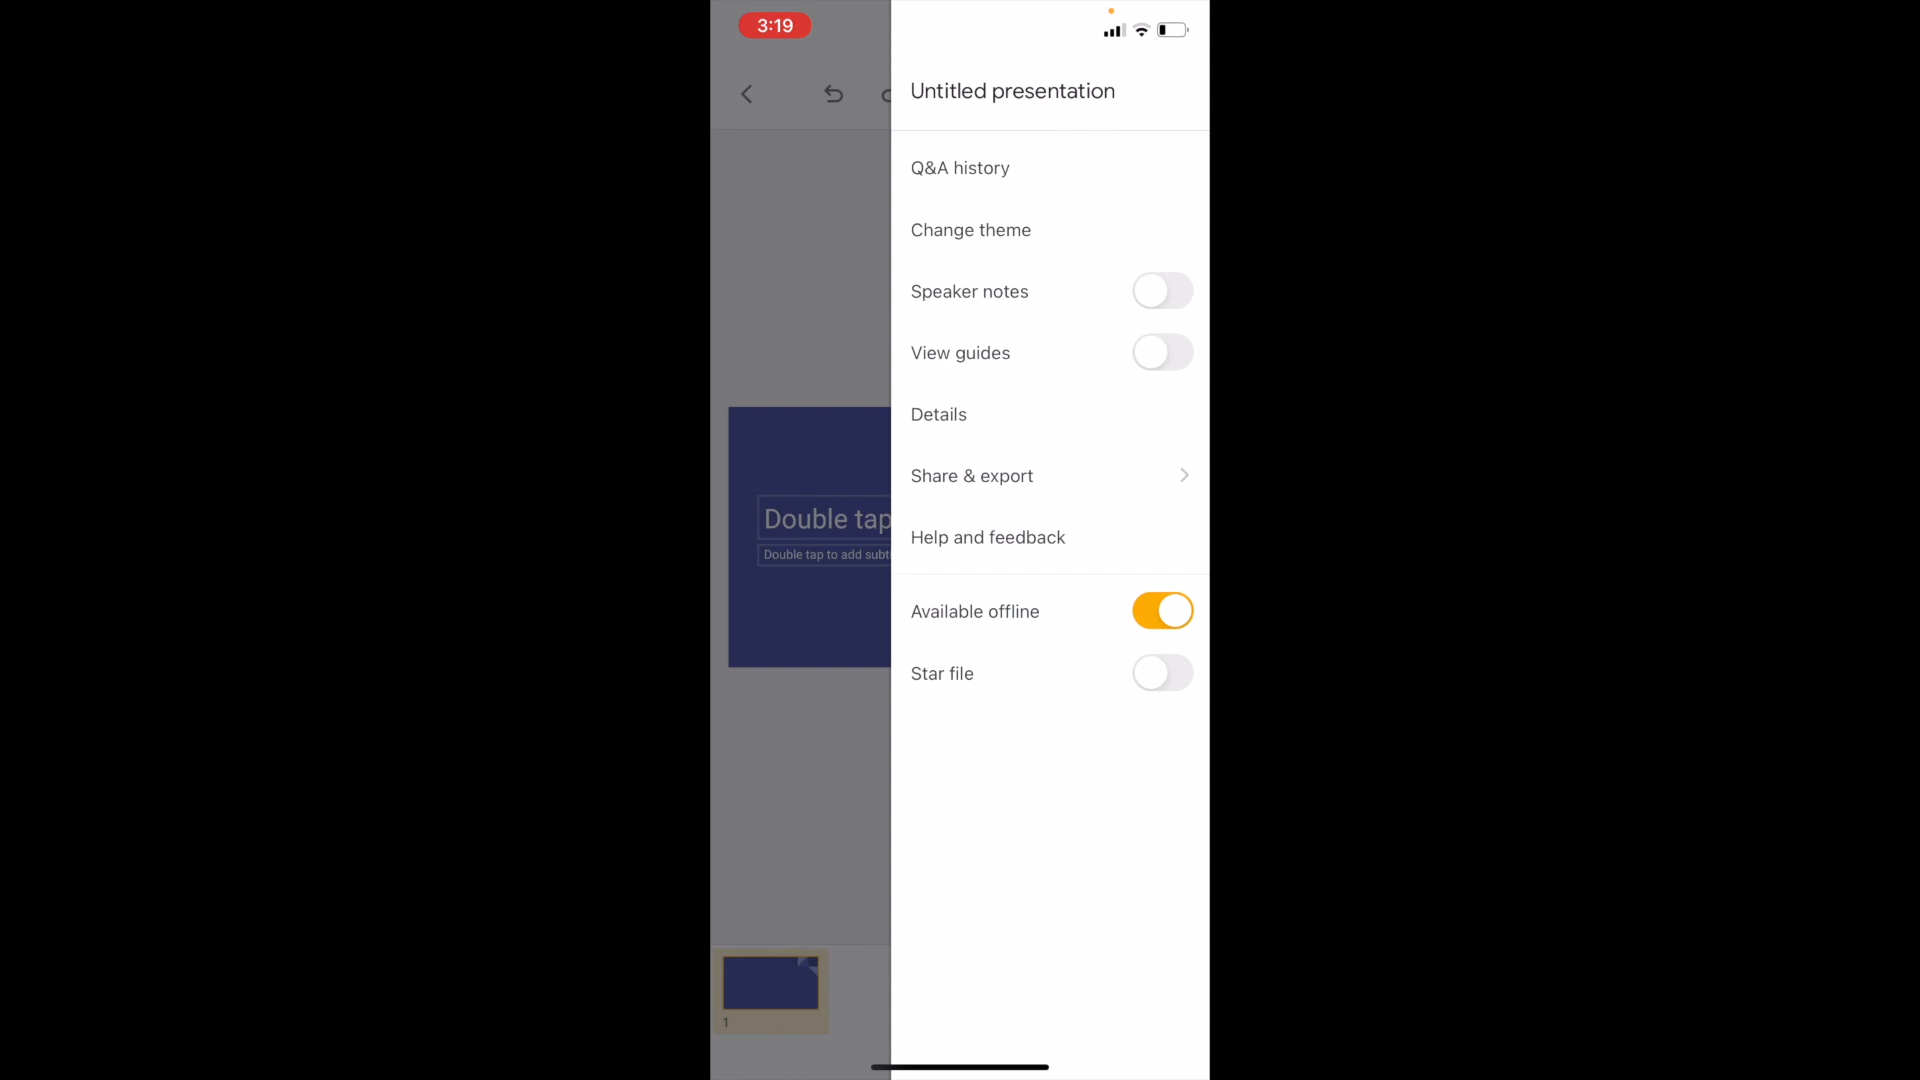 3:19
Untitled presentation
Q&A history
Change theme
Speaker notes
View guides
Details
Share & export
Help and feedback
Available offline
Star file
Double tap
Double tap to add
1